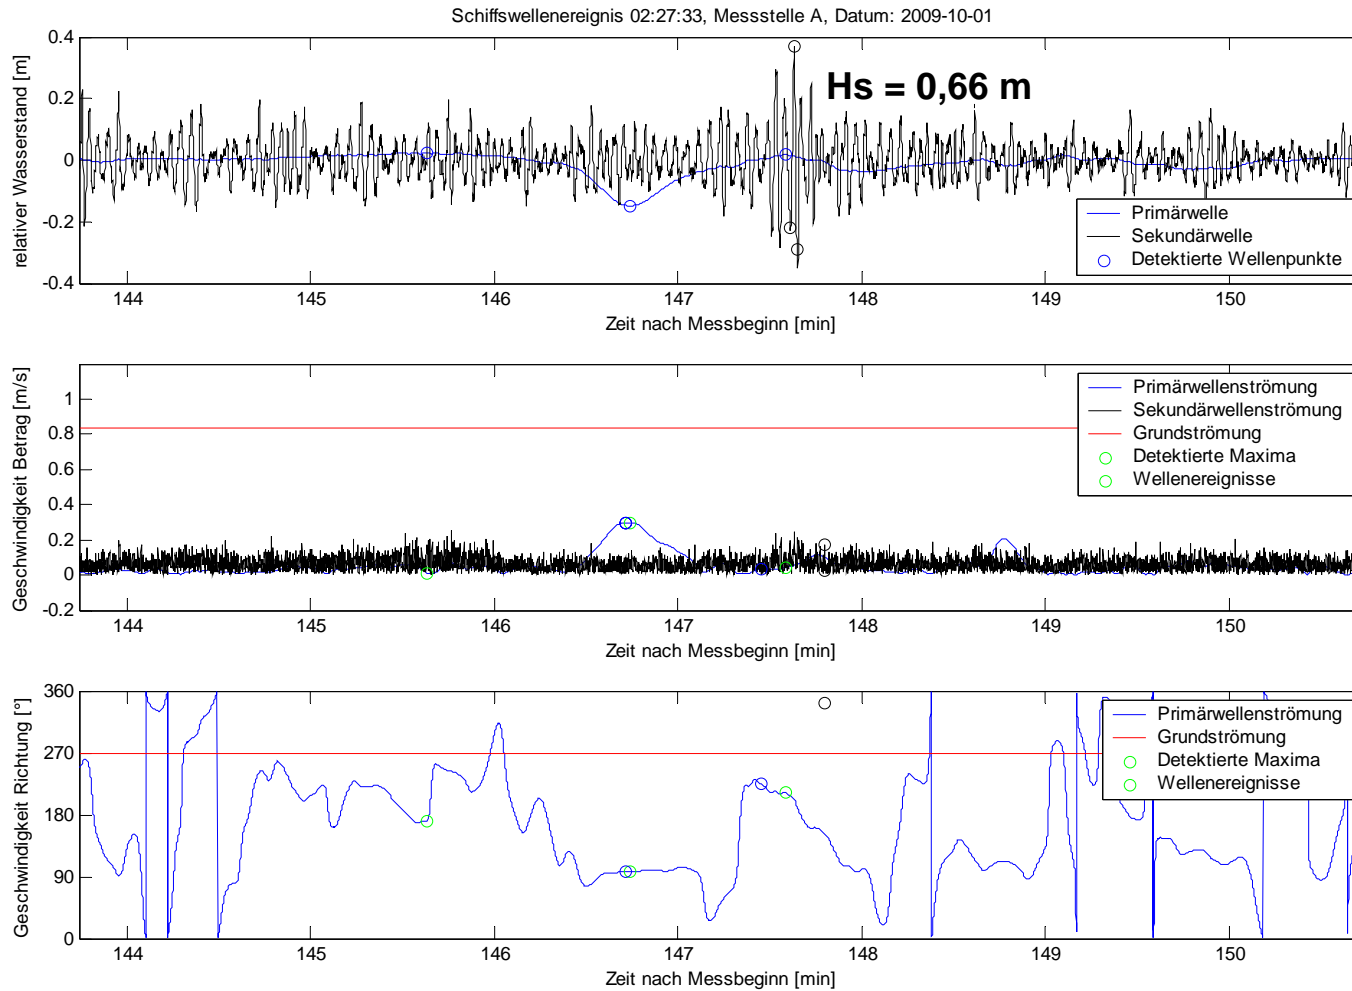 Schiffswellenereignis 02:27:33, Messstelle A, Datum: 2009-10-01
relativer Wasserstand [m]
0.4
0.2
0
-0.2
-0.4
Hs = 0,66 m
Primärwelle
Sekundärwelle
Detektierte Wellenpunkte
144 145 146 147 148 149 150
Zeit nach Messbeginn [min]
Geschwindigkeit Betrag [m/s]
1
0.8
0.6
0.4
0.2
0
-0.2
Primärwellenströmung
Sekundärwellenströmung
Grundströmung
Detektierte Maxima
Wellenereignisse
144 145 146 147 148 149 150
Zeit nach Messbeginn [min]
Geschwindigkeit Richtung [°]
360
270
180
90
0
Primärwellenströmung
Grundströmung
Detektierte Maxima
Wellenereignisse
144 145 146 147 148 149 150
Zeit nach Messbeginn [min]